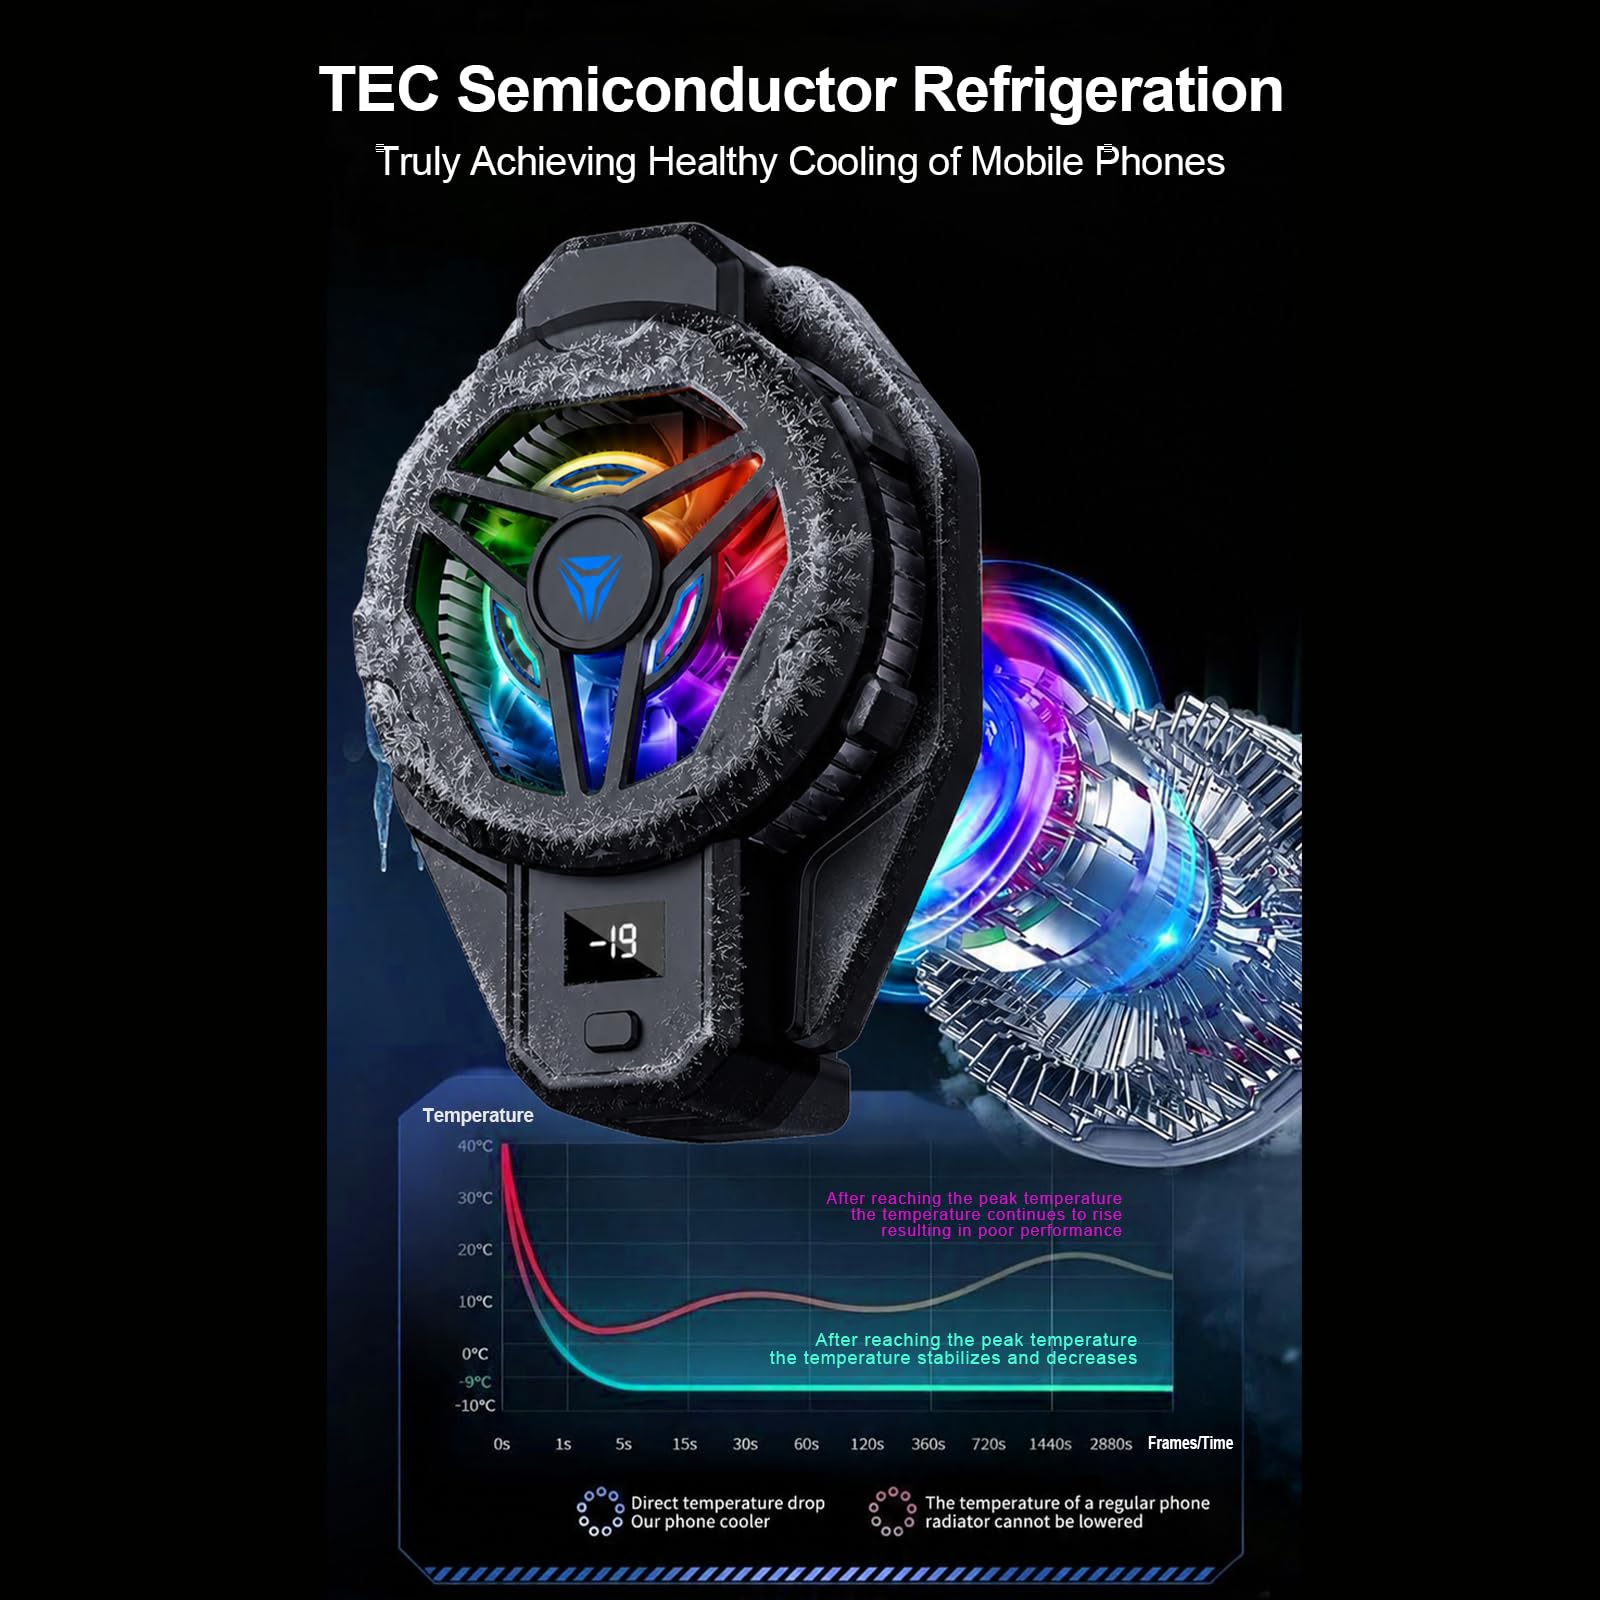 TEC Semiconductor Refrigeration
Truly Achieving Healthy Cooling of Mobile Phones
-19
Temperature
40°C
30°C
20°C
10°C
0°C
-9°C
-10°C
After reaching the peak temperature
the temperature continues to rise
resulting in poor performance
After reaching the peak temperature
the temperature stabilizes and decreases
0s 1s 5s 15s 30s 60s 120s 360s 720s 1440s 2880s Frames/Time
Direct temperature drop
Our phone cooler
The temperature of a regular phone
radiator cannot be lowered